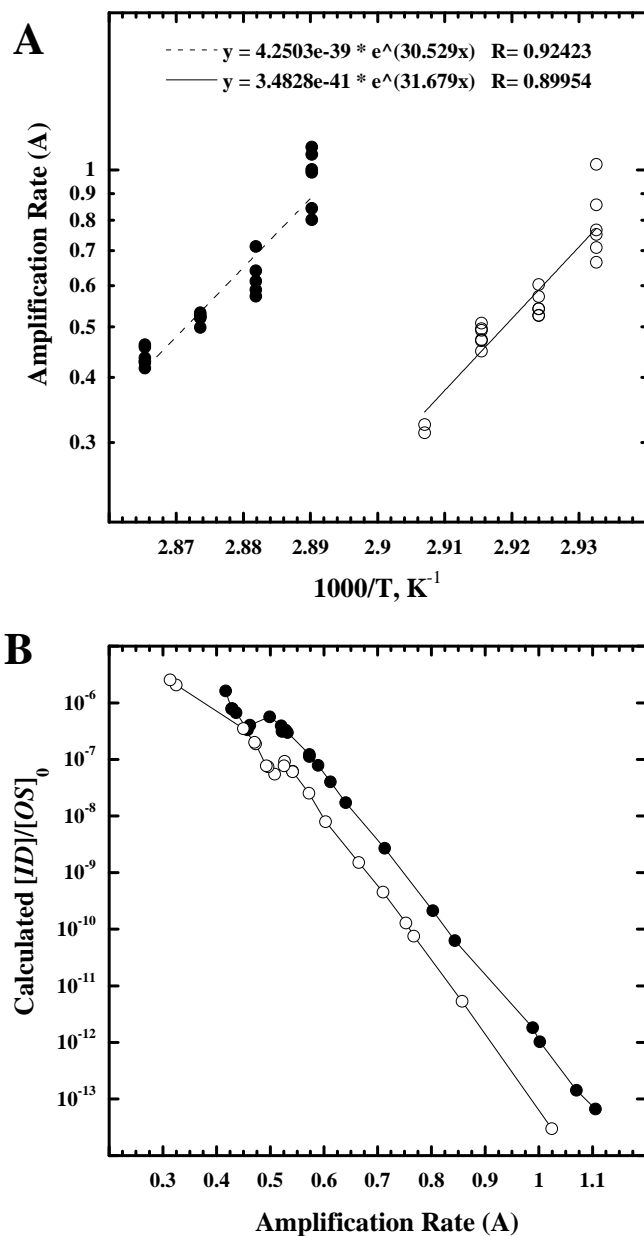 A
y = 4.2503e-39 * e^(30.529x) R= 0.92423
y = 3.4828e-41 * e^(31.679x) R= 0.89954
Amplification Rate (A)
1
0.9
0.8
0.7
0.6
0.5
0.4
0.3
2.87 2.88 2.89 2.9 2.91 2.92 2.93
1000/T, K⁻¹
B
Calculated [ID]/[OS]₀
10⁻⁶
10⁻⁷
10⁻⁸
10⁻⁹
10⁻¹⁰
10⁻¹¹
10⁻¹²
10⁻¹³
0.3 0.4 0.5 0.6 0.7 0.8 0.9 1 1.1
Amplification Rate (A)